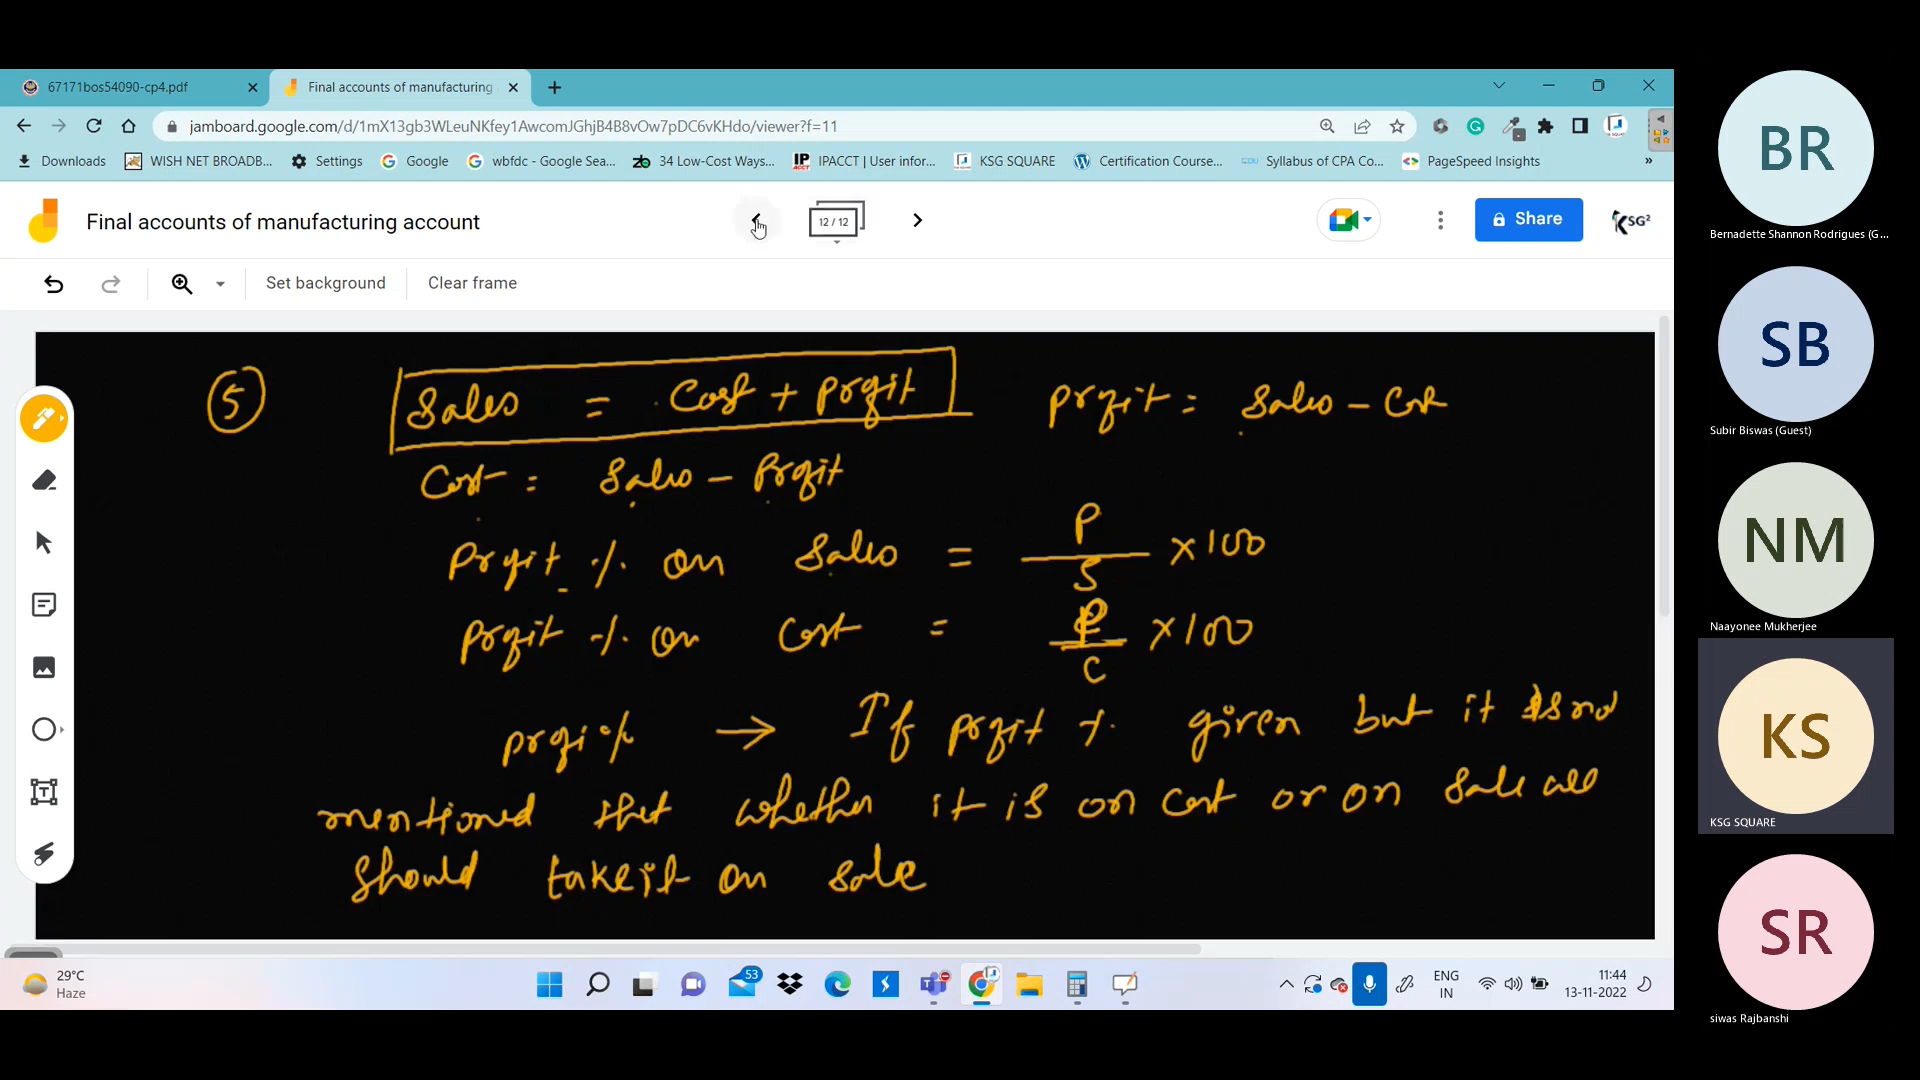 67171bos54090-cp4.pdf
Final accounts of manufacturing
jamboard.google.com/d/1mX13gb3WLeuNKfey1AwcomJGhjB4B8vOw7pDC6vKHdo/viewer?f=11
Downloads
WISH NET BROADB...
Settings
Google
wbfdc - Google Sea...
34 Low-Cost Ways...
IPACCT | User infor...
KSG SQUARE
Certification Course...
Syllabus of CPA Co...
PageSpeed Insights
»
Final accounts of manufacturing account
12 / 12
Share
KSG²
Set background
Clear frame
5
Sales = Cost + Profit
Profit = Sales - Cost
Cost = Sales - Profit
Profit % on Sales = P/S × 100
Profit % on Cost = P/C × 100
profi% → If profit % given but it is not
mentioned that whether it is on cost or on sale we
should take it on sale
BR
Bernadette Shannon Rodrigues (G...
SB
Subir Biswas (Guest)
NM
Naayonee Mukherjee
KS
KSG SQUARE
SR
siwas Rajbanshi
29°C
Haze
53
ENG
IN
11:44
13-11-2022